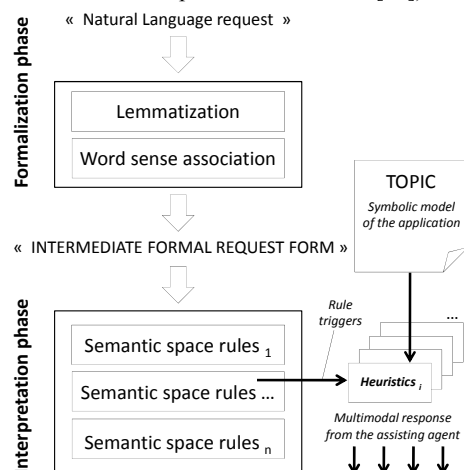 « Natural Language request »
Formalization phase
Lemmatization
Word sense association
TOPIC
Symbolic model
of the application
« INTERMEDIATE FORMAL REQUEST FORM »
nterpretation phase
Rule
triggers
...
Semantic space rules 1
Semantic space rules ...
Heuristics i
Semantic space rules n
Multimodal response
from the assisting agent